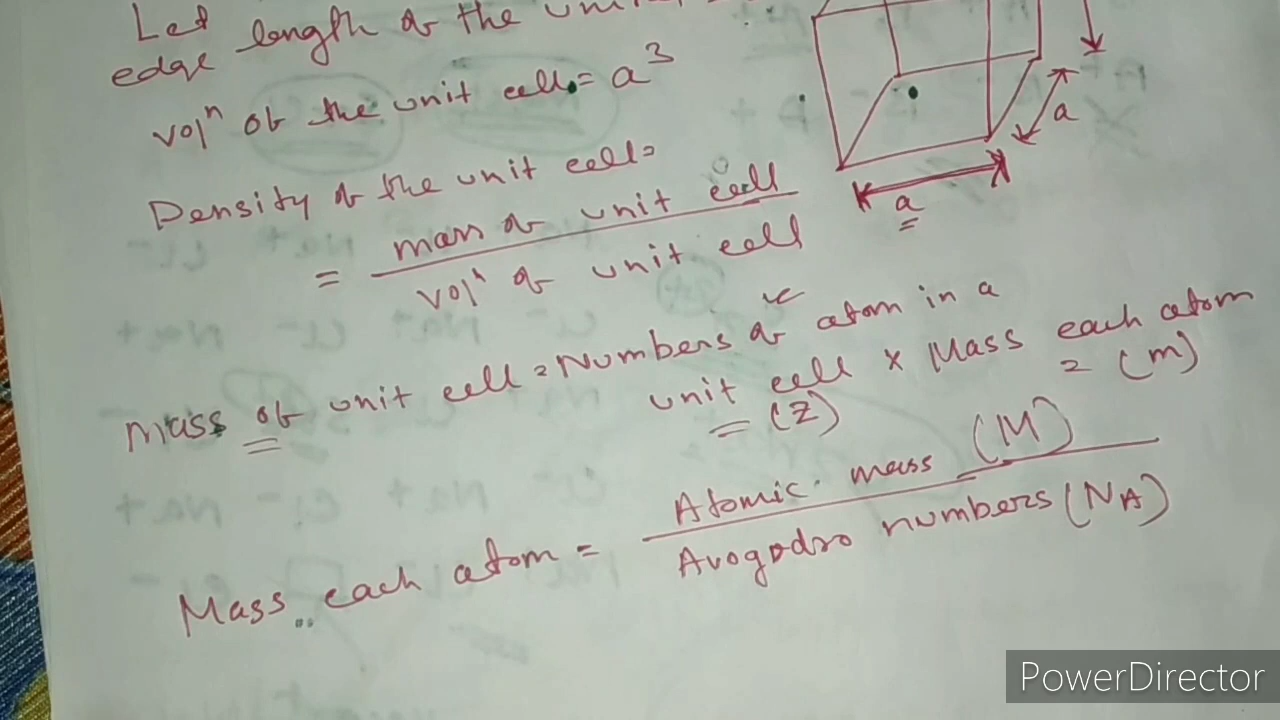 Let length of the unit
edge
volⁿ of the unit cell = a³
Density of the unit cell =
= mass of unit cell
volⁿ of unit cell
a
a
Mass of unit cell = Numbers of atom in a
unit cell × Mass each atom
= (Z) = (m)
Mass each atom = Atomic mass (M)
Avogodro numbers (NA)
PowerDirector